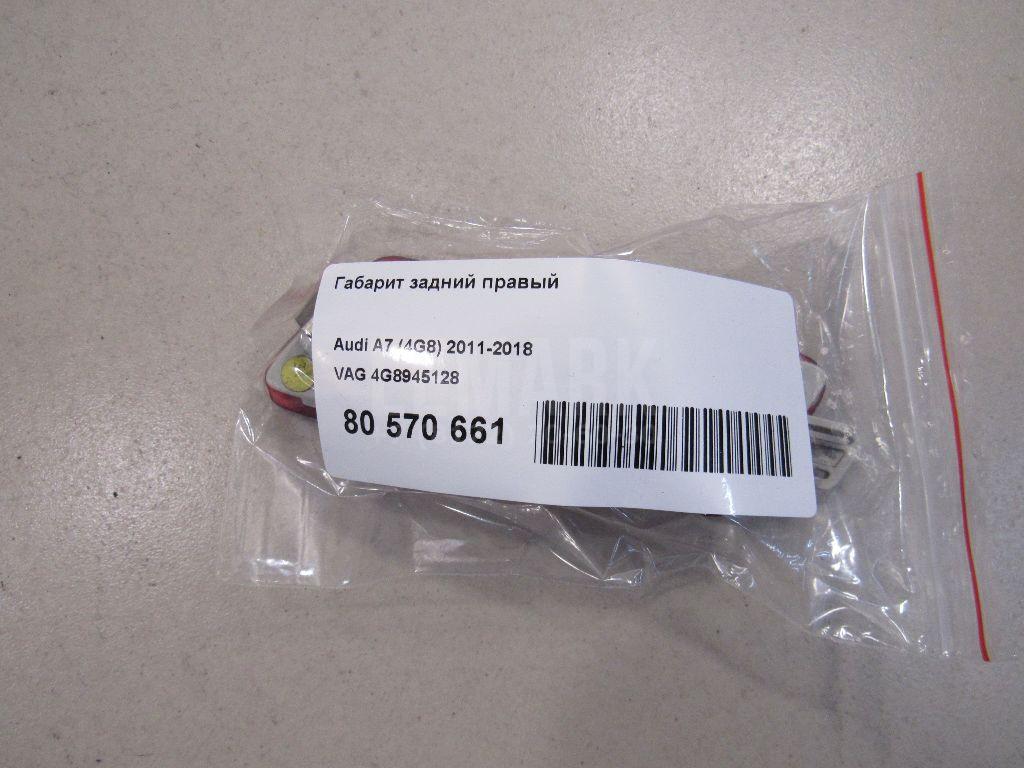 Габарит задний правый
Audi A7 (4G8) 2011-2018
VAG 4G8945128
80 570 661